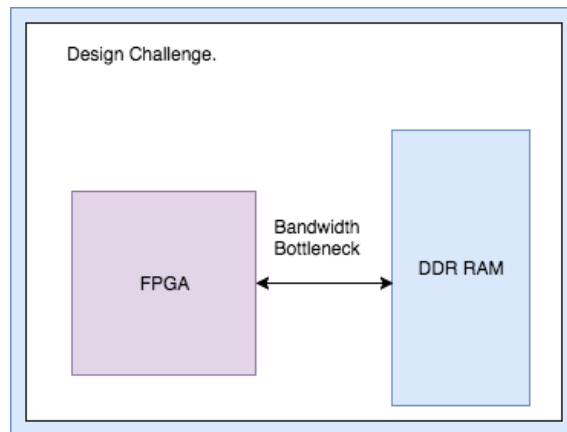 Design Challenge.
Bandwidth
Bottleneck
FPGA
DDR RAM